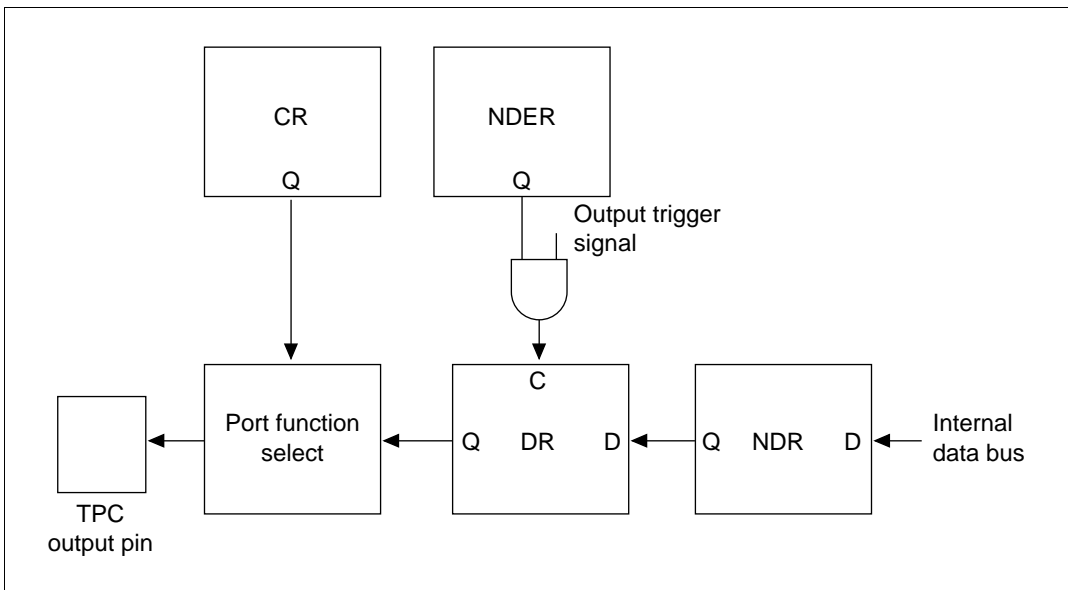 CR
Q
NDER
Q
Output trigger
signal
C
Port function
select
Q
DR
D
Q
NDR
D
Internal
data bus
TPC
output pin